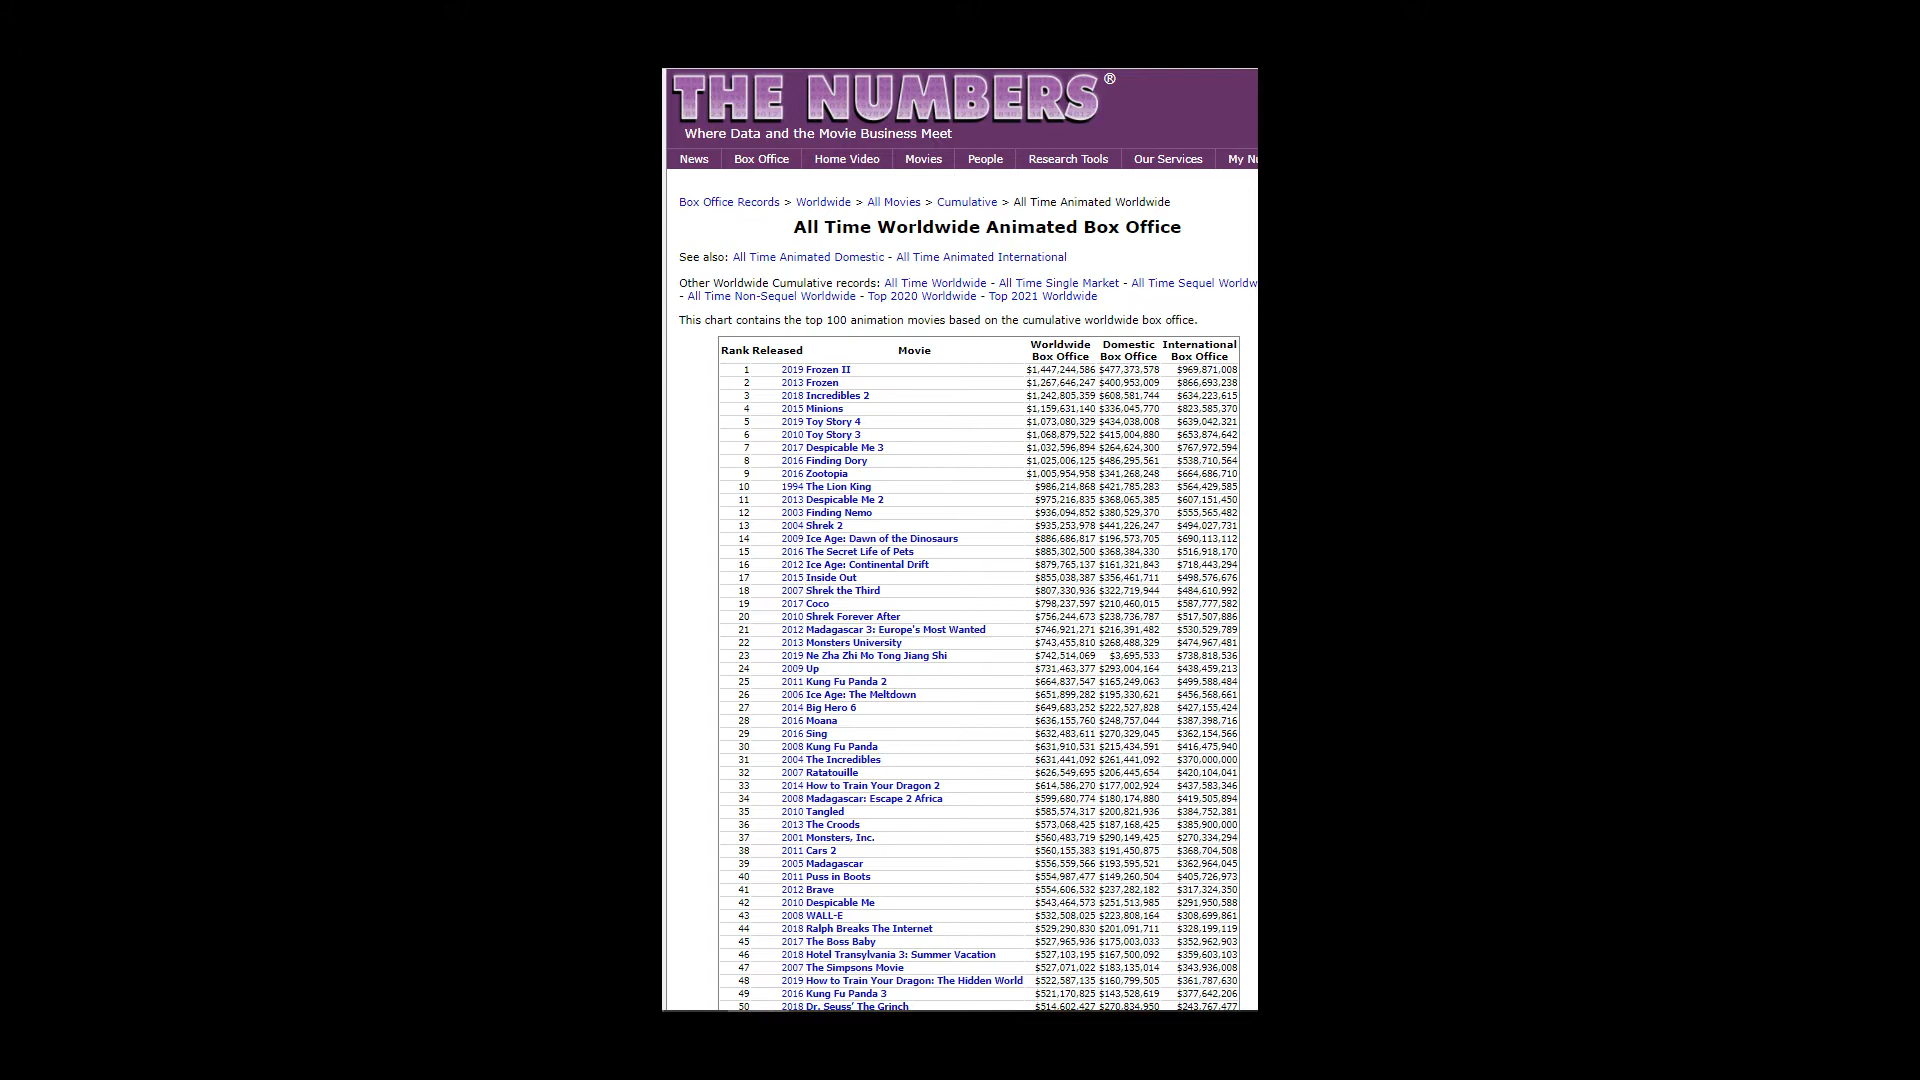 THE NUMBERS®
Where Data and the Movie Business Meet
News Box Office Home Video Movies People Research Tools Our Services My Nu
Box Office Records > Worldwide > All Movies > Cumulative > All Time Animated Worldwide
All Time Worldwide Animated Box Office
See also: All Time Animated Domestic - All Time Animated International
Other Worldwide Cumulative records: All Time Worldwide - All Time Single Market - All Time Sequel Worldw
- All Time Non-Sequel Worldwide - Top 2020 Worldwide - Top 2021 Worldwide
This chart contains the top 100 animation movies based on the cumulative worldwide box office.
Rank Released Movie Worldwide Box Office Domestic Box Office International Box Office
1 2019 Frozen II $1,447,244,586 $477,373,578 $969,871,008
2 2013 Frozen $1,267,646,247 $400,953,009 $866,693,238
3 2018 Incredibles 2 $1,242,805,359 $608,581,744 $634,223,615
4 2015 Minions $1,159,631,140 $336,045,770 $823,585,370
5 2019 Toy Story 4 $1,073,080,329 $434,038,008 $639,042,321
6 2010 Toy Story 3 $1,068,879,522 $415,004,880 $653,874,642
7 2017 Despicable Me 3 $1,032,596,894 $264,624,300 $767,972,594
8 2016 Finding Dory $1,025,006,125 $486,295,561 $538,710,564
9 2016 Zootopia $1,005,954,958 $341,268,248 $664,686,710
10 1994 The Lion King $986,214,868 $421,785,283 $564,429,585
11 2013 Despicable Me 2 $975,216,835 $368,065,385 $607,151,450
12 2003 Finding Nemo $936,094,852 $380,529,370 $555,565,482
13 2004 Shrek 2 $935,253,978 $441,226,247 $494,027,731
14 2009 Ice Age: Dawn of the Dinosaurs $886,686,817 $196,573,705 $690,113,112
15 2016 The Secret Life of Pets $885,302,500 $368,384,330 $516,918,170
16 2012 Ice Age: Continental Drift $879,765,137 $161,321,843 $718,443,294
17 2015 Inside Out $855,038,387 $356,461,711 $498,576,676
18 2007 Shrek the Third $807,330,936 $322,719,944 $484,610,992
19 2017 Coco $798,237,597 $210,460,015 $587,777,582
20 2010 Shrek Forever After $756,244,673 $238,736,787 $517,507,886
21 2012 Madagascar 3: Europe's Most Wanted $746,921,271 $216,391,482 $530,529,789
22 2013 Monsters University $743,455,810 $268,488,329 $474,967,481
23 2019 Ne Zha Zhi Mo Tong Jiang Shi $742,514,069 $3,695,533 $738,818,536
24 2009 Up $731,463,377 $293,004,164 $438,459,213
25 2011 Kung Fu Panda 2 $664,837,547 $165,249,063 $499,588,484
26 2006 Ice Age: The Meltdown $651,899,282 $195,330,621 $456,568,661
27 2014 Big Hero 6 $649,683,252 $222,527,828 $427,155,424
28 2016 Moana $636,155,760 $248,757,044 $387,398,716
29 2016 Sing $632,483,611 $270,329,045 $362,154,566
30 2008 Kung Fu Panda $631,910,531 $215,434,591 $416,475,940
31 2004 The Incredibles $631,441,092 $261,441,092 $370,000,000
32 2007 Ratatouille $626,549,695 $206,445,654 $420,104,041
33 2014 How to Train Your Dragon 2 $614,586,270 $177,002,924 $437,583,346
34 2008 Madagascar: Escape 2 Africa $599,680,774 $180,174,880 $419,505,894
35 2010 Tangled $585,574,317 $200,821,936 $384,752,381
36 2013 The Croods $573,068,425 $187,168,425 $385,900,000
37 2001 Monsters, Inc. $560,483,719 $290,149,425 $270,334,294
38 2011 Cars 2 $560,155,383 $191,450,875 $368,704,508
39 2005 Madagascar $556,559,566 $193,595,521 $362,964,045
40 2011 Puss in Boots $554,987,477 $149,260,504 $405,726,973
41 2012 Brave $554,606,532 $237,282,182 $317,324,350
42 2010 Despicable Me $543,464,573 $251,513,985 $291,950,588
43 2008 WALL-E $532,508,025 $223,808,164 $308,699,861
44 2018 Ralph Breaks The Internet $529,290,830 $201,091,711 $328,199,119
45 2017 The Boss Baby $527,965,936 $175,003,033 $352,962,903
46 2018 Hotel Transylvania 3: Summer Vacation $527,103,195 $167,500,092 $359,603,103
47 2007 The Simpsons Movie $527,071,022 $183,135,014 $343,936,008
48 2019 How to Train Your Dragon: The Hidden World $522,587,135 $160,799,505 $361,787,630
49 2016 Kung Fu Panda 3 $521,170,825 $143,528,619 $377,642,206
50 2018 Dr. Seuss' The Grinch $514,602,427 $270,834,950 $243,767,477